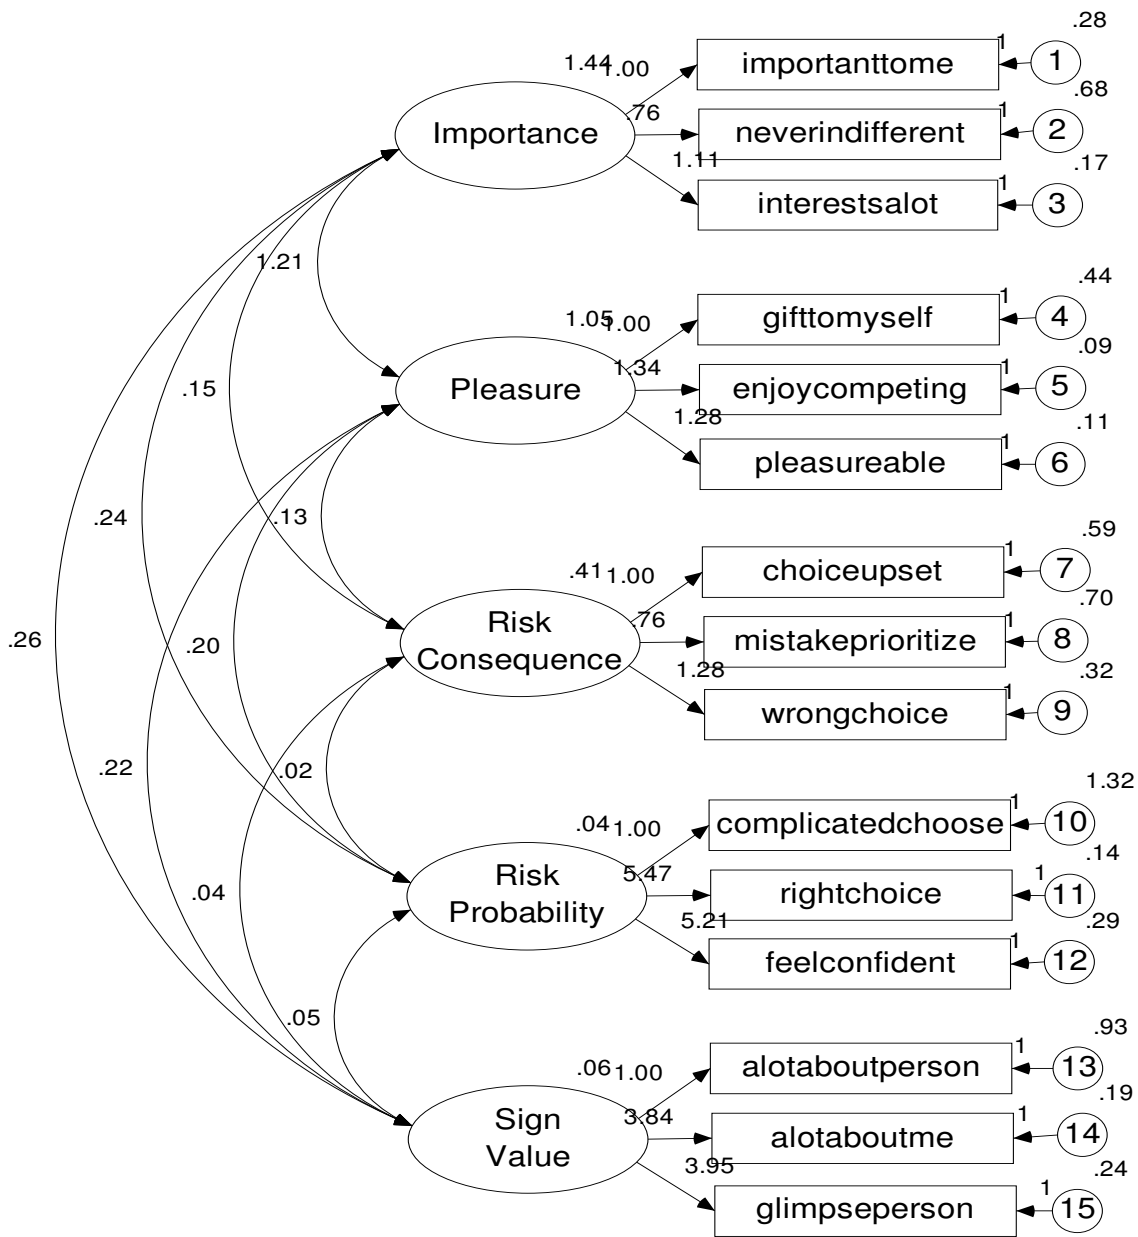 .28
1.44 1.00 importanttome 1 1
.68
Importance .76 neverindifferent 1 2
1.11 .17
interestsalot 1 3
1.21
.44
1.05 1.00 gifttomyself 1 4
.09
Pleasure 1.34 enjoycompeting 1 5
.15
1.28 .11
pleasureable 1 6
.24 .13
.59
.41 1.00 choiceupset 1 7
.70
Risk .76 mistakeprioritize 1 8
Consequence
.26 .20
1.28 .32
wrongchoice 1 9
.22 .02
1.32
.04 1.00 complicatedchoose 1 10
.14
Risk 5.47 rightchoice 1 11
Probability
.04
5.21 .29
feelconfident 1 12
.05
.93
.06 1.00 alotaboutperson 1 13
.19
Sign 3.84 alotaboutme 1 14
Value
3.95 .24
glimpseperson 1 15